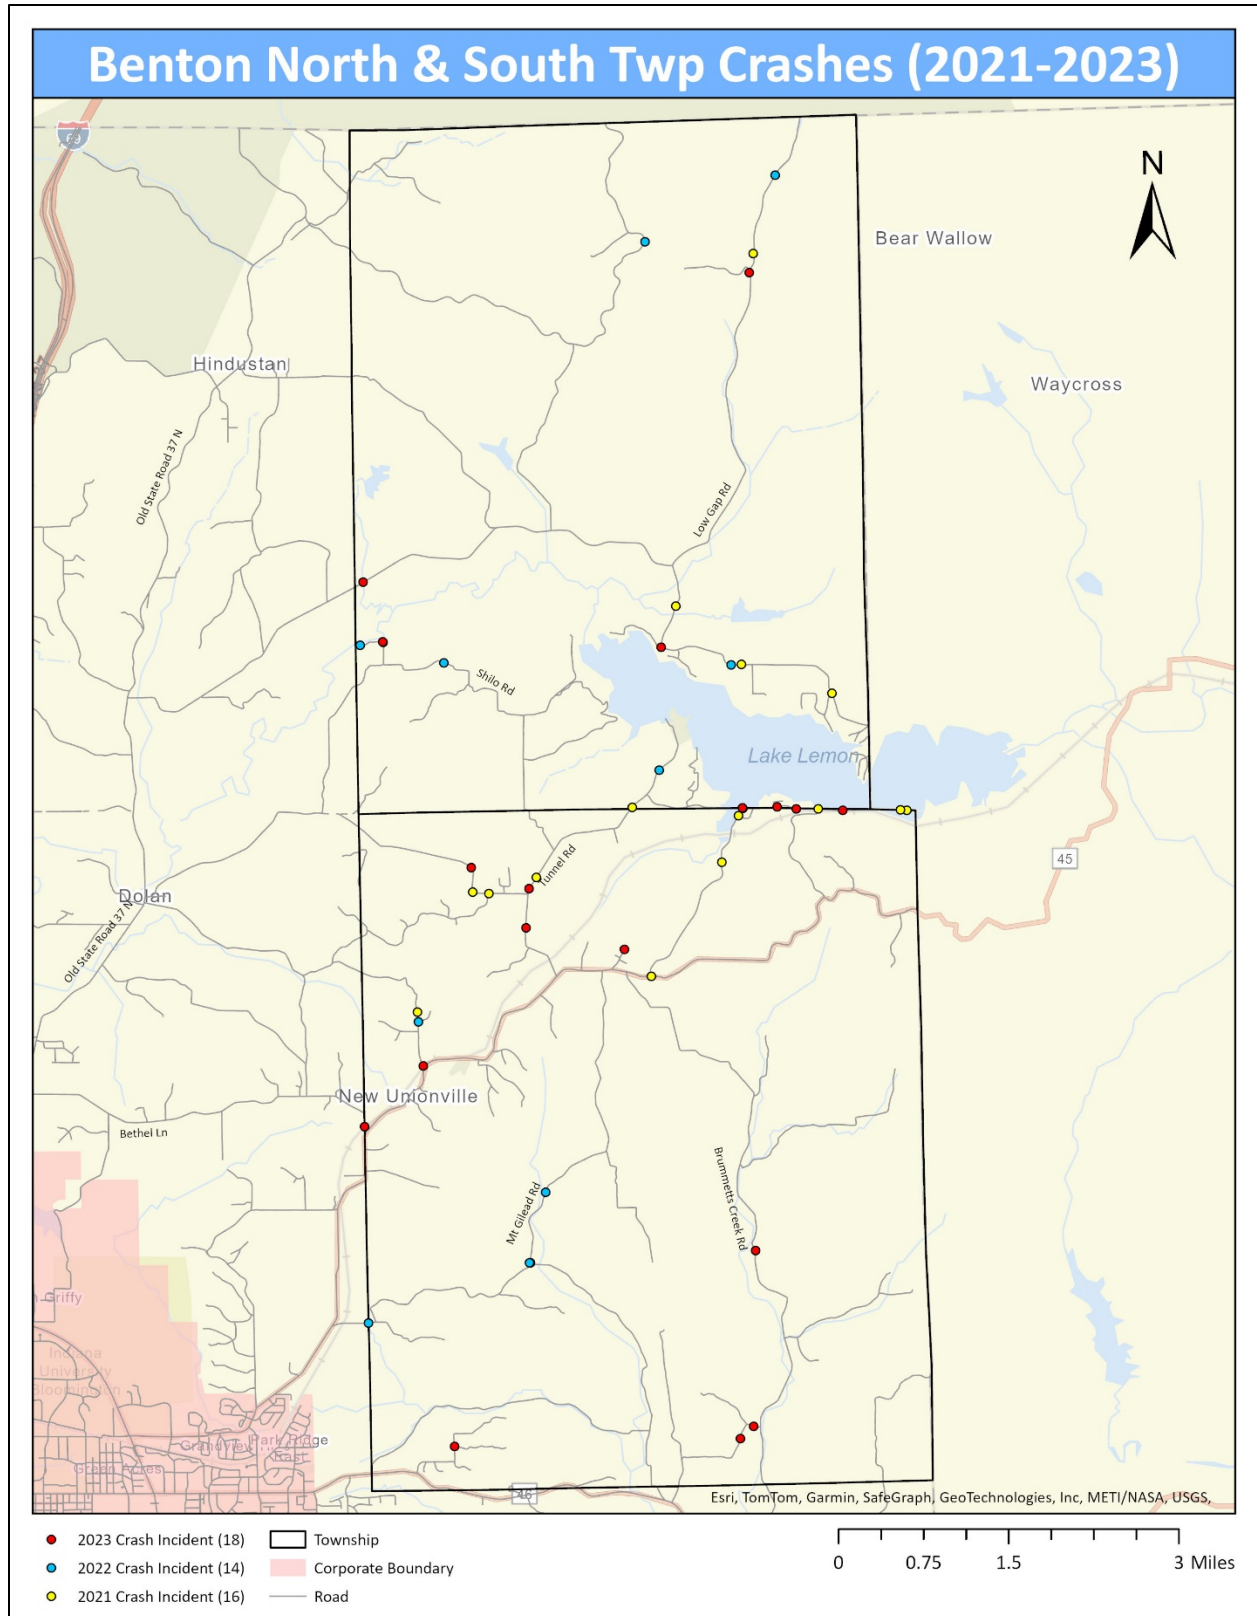 Benton North & South Twp Crashes (2021-2023)
69
N
Bear Wallow
Hindustan
Waycross
Old State Road 37 N
Low Gap Rd
Shilo Rd
Lake Lemon
Tunnel Rd
45
Dolan
Old State Road 37 N
New Unionville
Bethel Ln
Mt Gilead Rd
Brummetts Creek Rd
n Griffy
Indiana
University
Bloomington
Grandview
Park Ridge
East
Green Acres
46
Esri, TomTom, Garmin, SafeGraph, GeoTechnologies, Inc, METI/NASA, USGS,
2023 Crash Incident (18)
2022 Crash Incident (14)
2021 Crash Incident (16)
Township
Corporate Boundary
Road
0 0.75 1.5 3 Miles